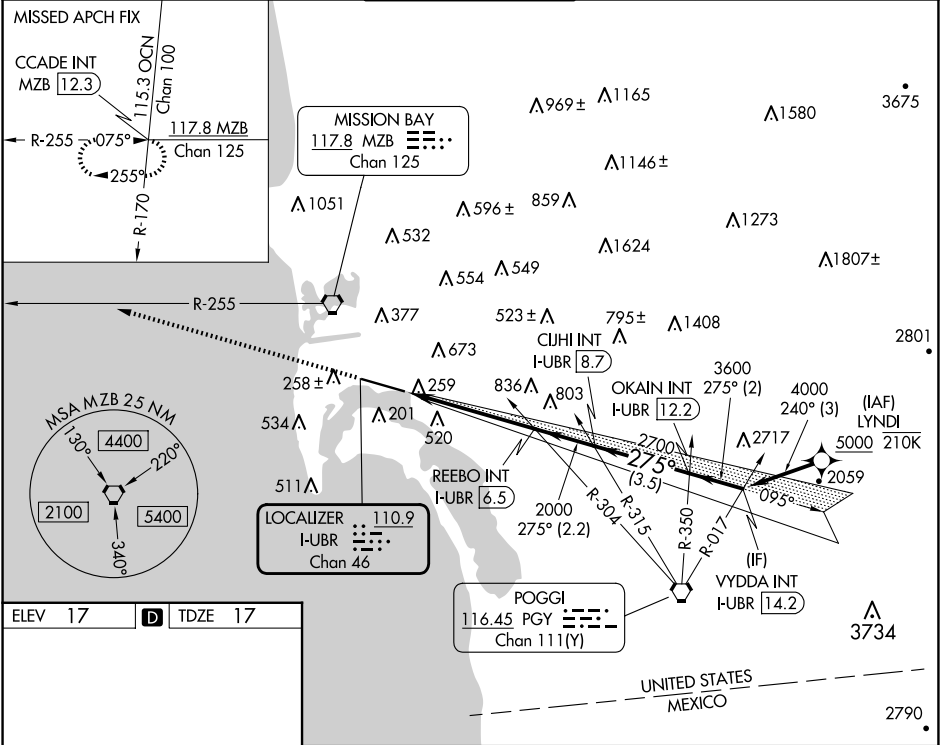 MISSED APCH FIX
CCADE INT
MZB 12.3
115.3 OCN
Chan 100
R-255
075°
117.8 MZB
Chan 125
255°
R-170
MISSION BAY
117.8 MZB
Chan 125
969±
1165
1580
3675
1146±
1051
596±
859
1273
532
1624
1807±
554
549
R-255
377
523±
795±
1408
2801
CIJHI INT
I-UBR 8.7
673
3600
275° (2)
258±
259
836
803
OKAIN INT
I-UBR 12.2
4000
240° (3)
(IAF)
LYNDI
5000 210K
MSA MZB 25 NM
130°
4400
220°
2100
5400
340°
534
201
520
2700
275°
(3.5)
2717
2059
095°
REEBO INT
I-UBR 6.5
511
2000
275° (2.2)
R-304
R-315
R-350
R-017
LOCALIZER 110.9
I-UBR
Chan 46
(IF)
VYDDA INT
I-UBR 14.2
POGGI
116.45 PGY
Chan 111(Y)
3734
ELEV 17
D
TDZE 17
UNITED STATES
MEXICO
2790